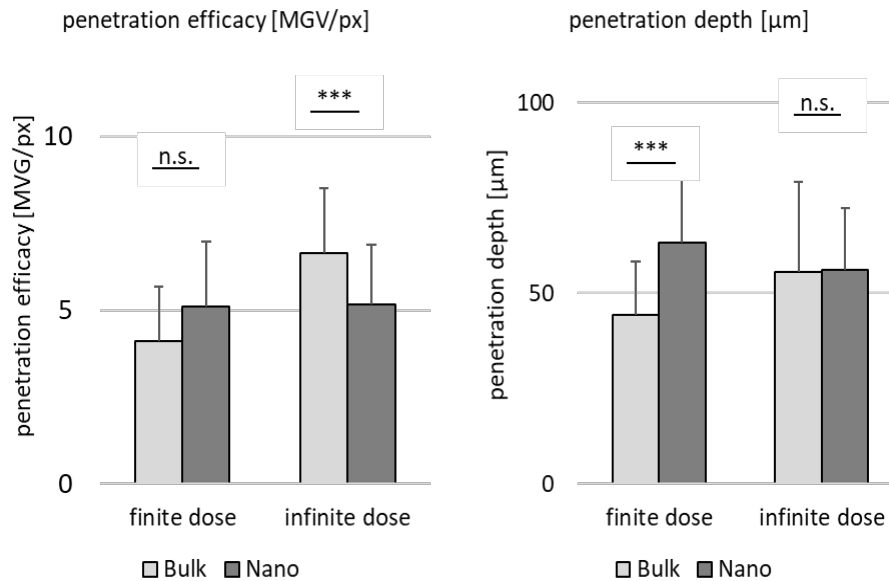 penetration efficacy [MGV/px]
penetration efficacy [MVG/px]
10
5
0
n.s.
***
finite dose
infinite dose
Bulk
Nano
penetration depth [µm]
penetration depth [µm]
100
50
0
***
n.s.
finite dose
infinite dose
Bulk
Nano